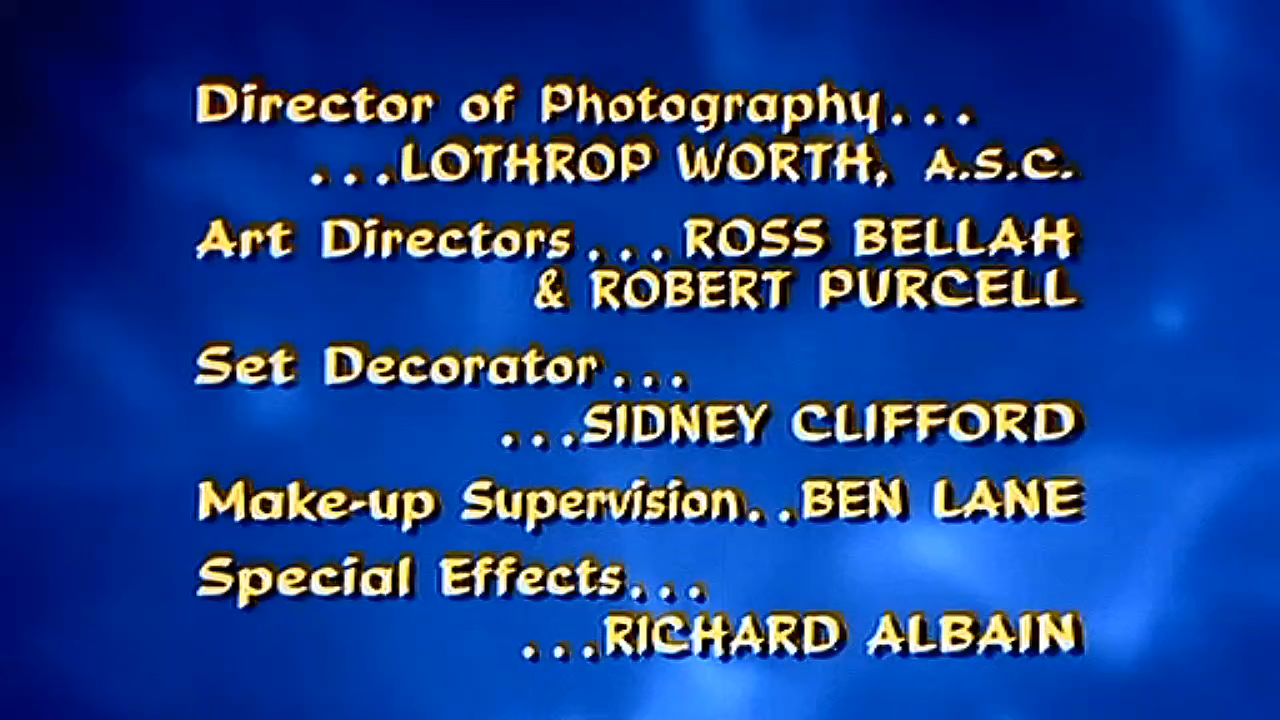 Director of Photography...
...LOTHROP WORTH, A.S.C.
Art Directors...ROSS BELLAH
& ROBERT PURCELL
Set Decorator...
...SIDNEY CLIFFORD
Make-up Supervision..BEN LANE
Special Effects...
...RICHARD ALBAIN